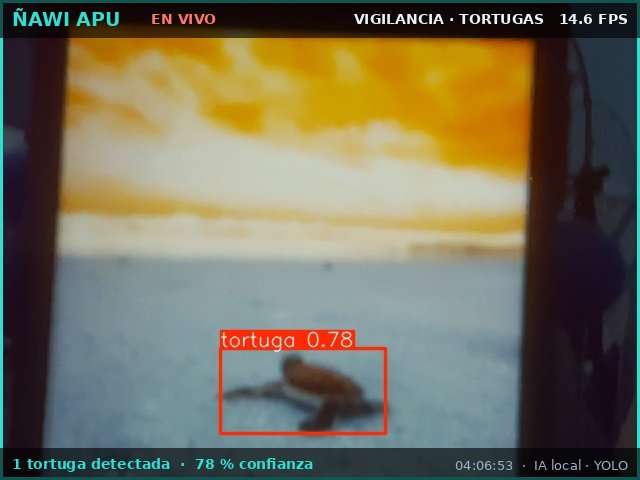 ÑAWI APU EN VIVO VIGILANCIA · TORTUGAS 14.6 FPS
tortuga 0.78
1 tortuga detectada · 78 % confianza 04:06:53 · IA local · YOLO